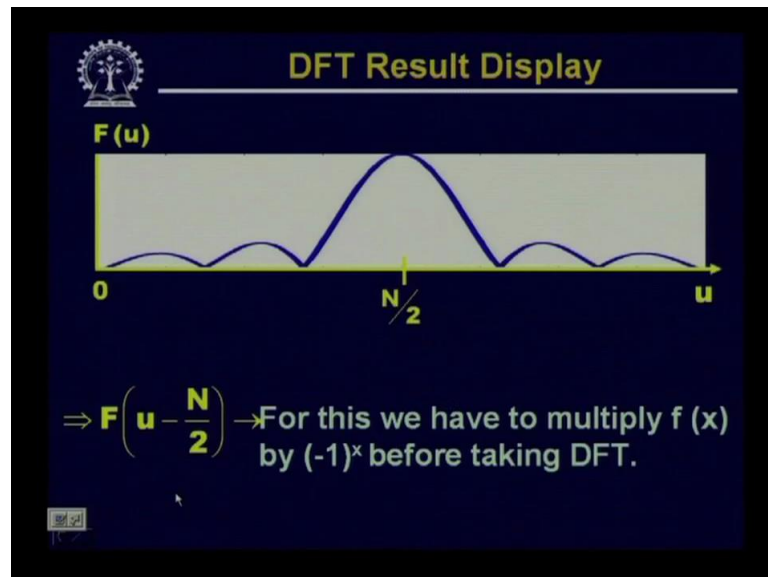 DFT Result Display
F(u)
0
N/2
u
⇒ F(u − N/2) → For this we have to multiply f (x)
by (-1)ˣ before taking DFT.